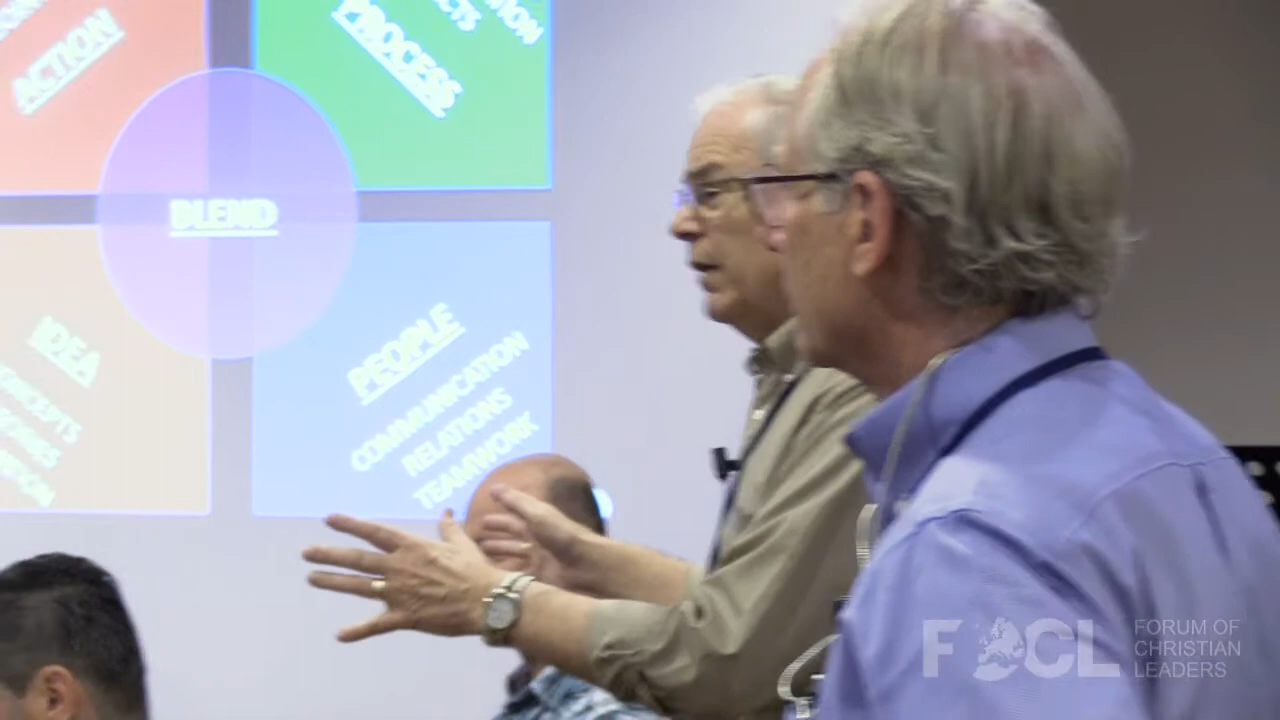 ACTION
PROCESS
BLEND
IDEA
PEOPLE
COMMUNICATION
RELATIONS
TEAMWORK
FOCL
FORUM OF
CHRISTIAN
LEADERS